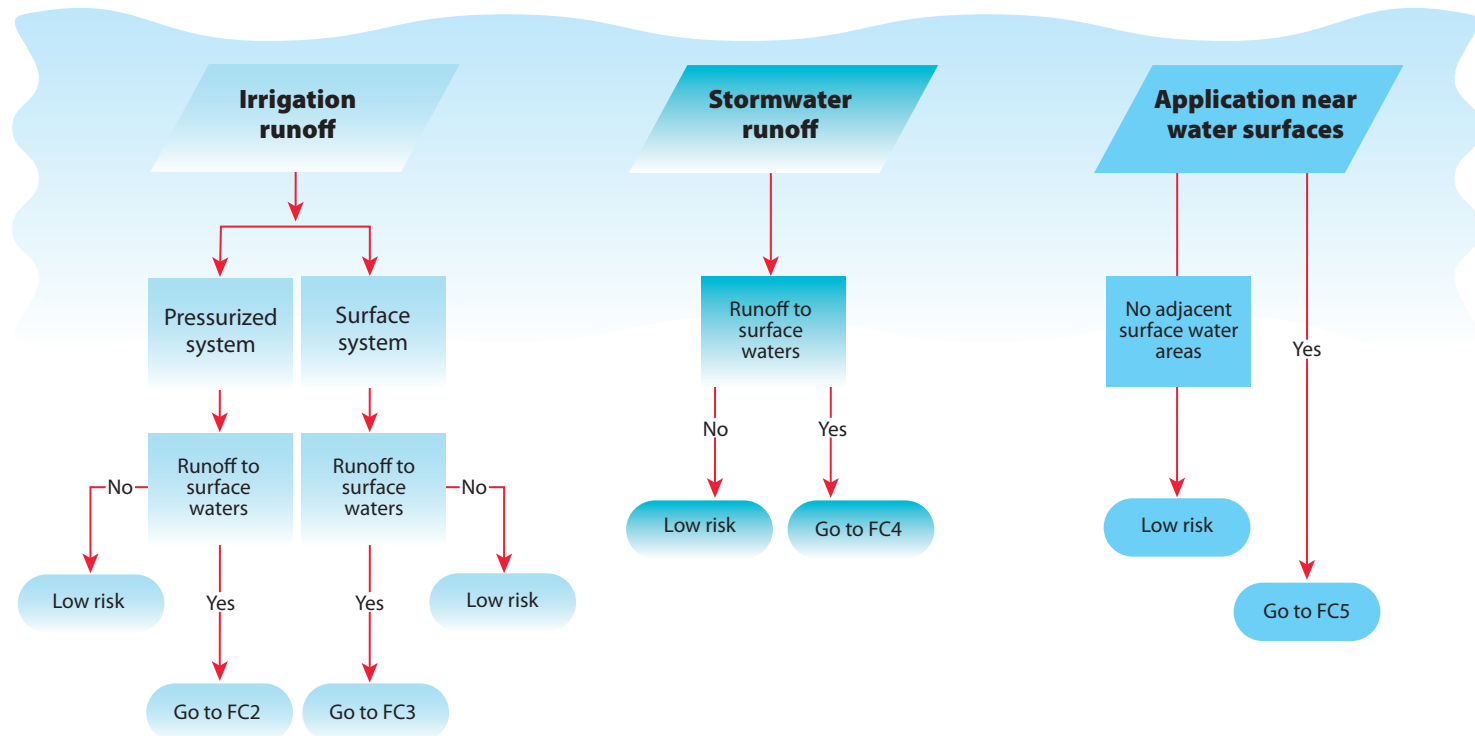 Irrigation
runoff
Pressurized
system
Surface
system
Runoff to
surface
waters
Runoff to
surface
waters
No
No
Low risk
Yes
Yes
Low risk
Go to FC2
Go to FC3
Stormwater
runoff
Runoff to
surface
waters
No
Yes
Low risk
Go to FC4
Application near
water surfaces
No adjacent
surface water
areas
Yes
Low risk
Go to FC5